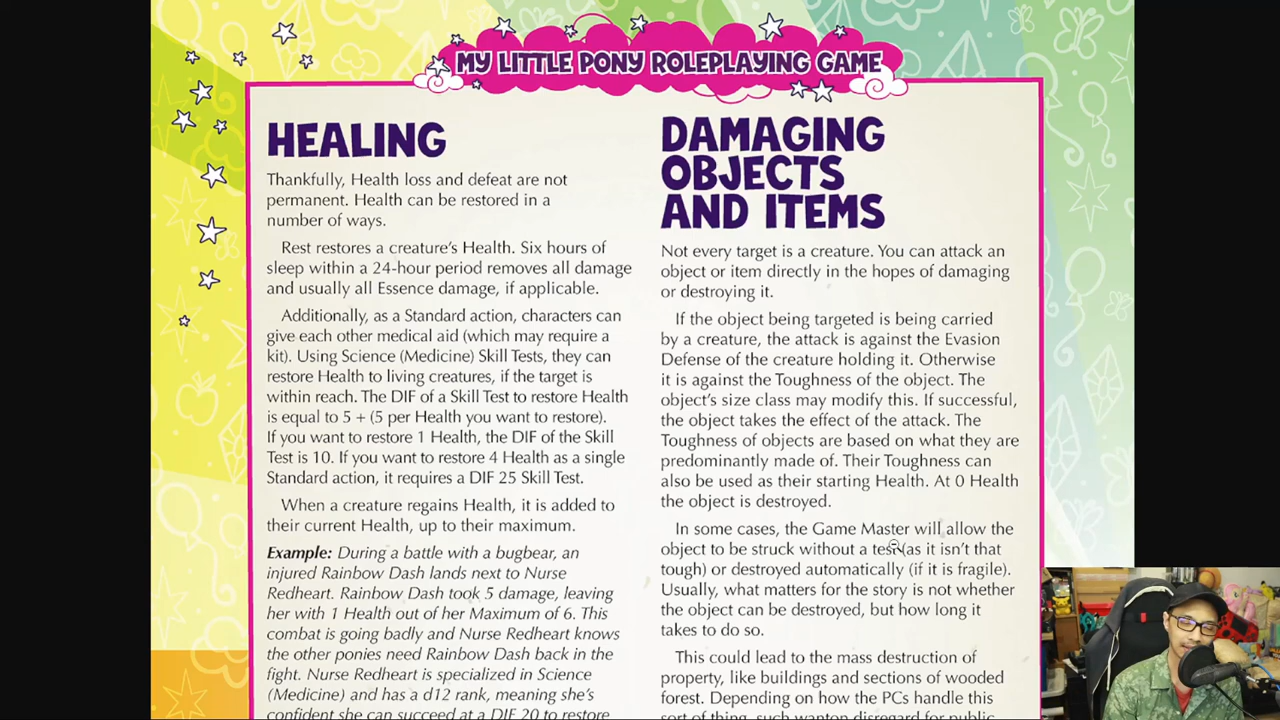 MY LITTLE PONY ROLEPLAYING GAME
HEALING
Thankfully, Health loss and defeat are not
permanent. Health can be restored in a
number of ways.
Rest restores a creature's Health. Six hours of
sleep within a 24-hour period removes all damage
and usually all Essence damage, if applicable.
Additionally, as a Standard action, characters can
give each other medical aid (which may require a
kit). Using Science (Medicine) Skill Tests, they can
restore Health to living creatures, if the target is
within reach. The DIF of a Skill Test to restore Health
is equal to 5 + (5 per Health you want to restore).
If you want to restore 1 Health, the DIF of the Skill
Test is 10. If you want to restore 4 Health as a single
Standard action, it requires a DIF 25 Skill Test.
When a creature regains Health, it is added to
their current Health, up to their maximum.
Example: During a battle with a bugbear, an
injured Rainbow Dash lands next to Nurse
Redheart. Rainbow Dash took 5 damage, leaving
her with 1 Health out of her Maximum of 6. This
combat is going badly and Nurse Redheart knows
the other ponies need Rainbow Dash back in the
fight. Nurse Redheart is specialized in Science
(Medicine) and has a d12 rank, meaning she's
confident she can succeed at a DIF 20 to restore
DAMAGING
OBJECTS
AND ITEMS
Not every target is a creature. You can attack an
object or item directly in the hopes of damaging
or destroying it.
If the object being targeted is being carried
by a creature, the attack is against the Evasion
Defense of the creature holding it. Otherwise
it is against the Toughness of the object. The
object's size class may modify this. If successful,
the object takes the effect of the attack. The
Toughness of objects are based on what they are
predominantly made of. Their Toughness can
also be used as their starting Health. At 0 Health
the object is destroyed.
In some cases, the Game Master will allow the
object to be struck without a test (as it isn't that
tough) or destroyed automatically (if it is fragile).
Usually, what matters for the story is not whether
the object can be destroyed, but how long it
takes to do so.
This could lead to the mass destruction of
property, like buildings and sections of wooded
forest. Depending on how the PCs handle this
sort of thing, such wanton disregard for public